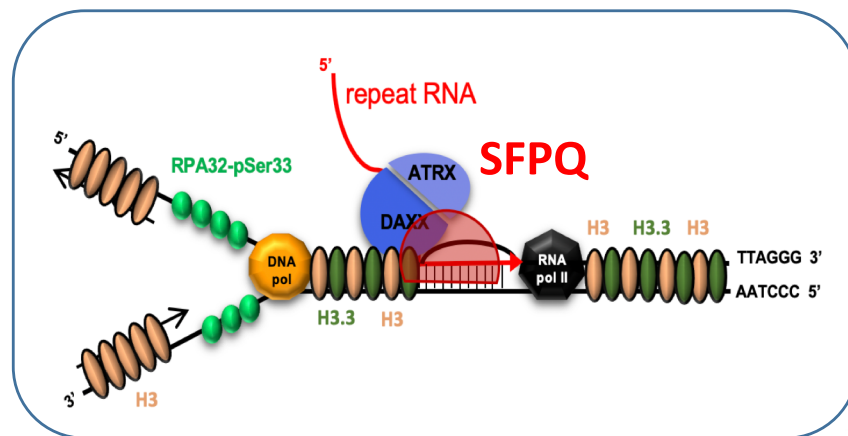 5’
repeat RNA
SFPQ
5’
RPA32-pSer33
ATRX
DAXX
H3 H3.3 H3
DNA
pol
RNA
pol II
TTAGGG 3’
AATCCC 5’
H3.3 H3
3’
H3